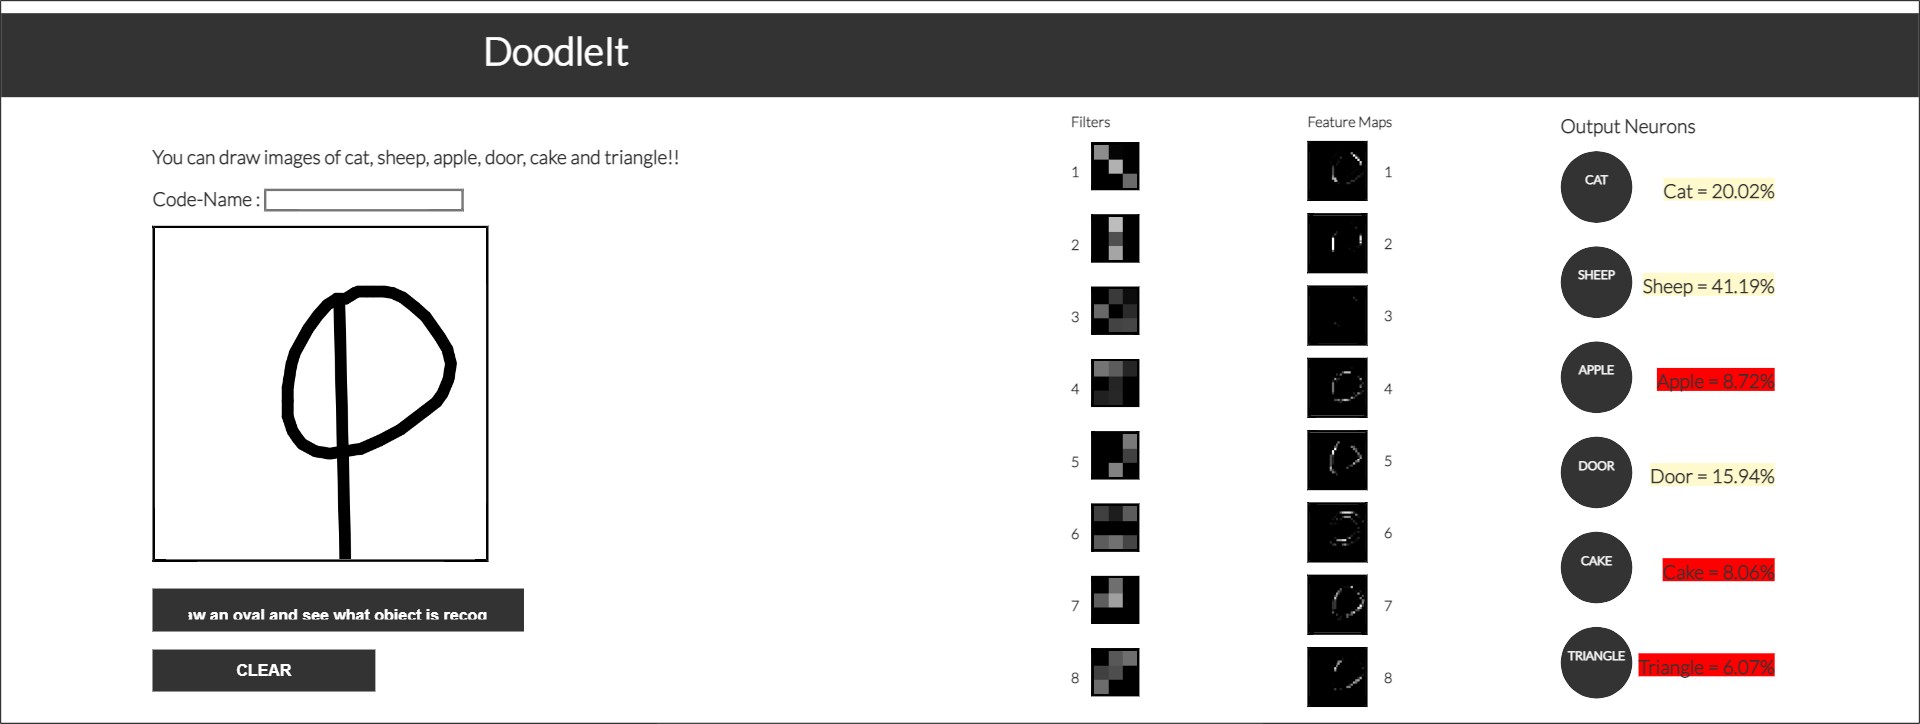 DoodleIt
You can draw images of cat, sheep, apple, door, cake and triangle!!
Code-Name :
aw an oval and see what object is recog
CLEAR
Filters
1
2
3
4
5
6
7
8
Feature Maps
1
2
3
4
5
6
7
8
Output Neurons
CAT
Cat = 20.02%
SHEEP
Sheep = 41.19%
APPLE
Apple = 8.72%
DOOR
Door = 15.94%
CAKE
Cake = 8.06%
TRIANGLE
Triangle = 6.07%